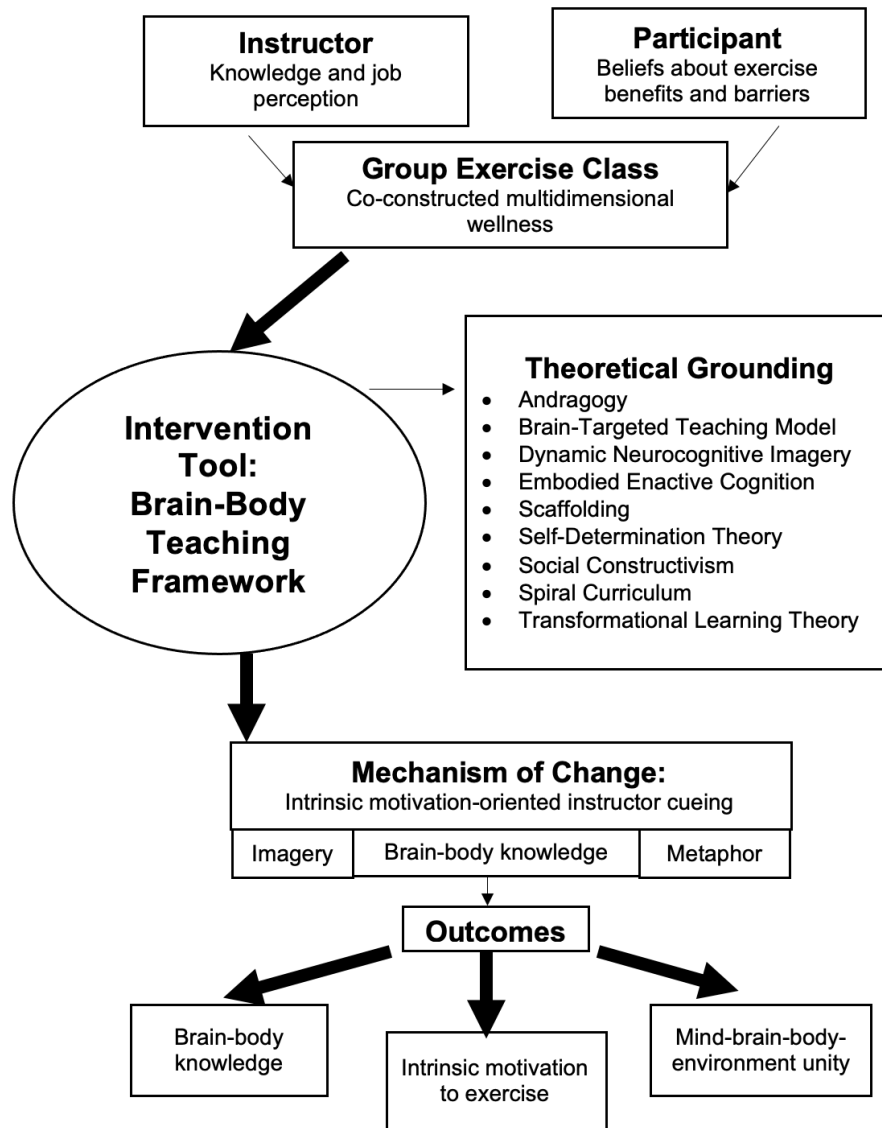 Instructor
Knowledge and job
perception
Participant
Beliefs about exercise
benefits and barriers
Group Exercise Class
Co-constructed multidimensional
wellness
Intervention
Tool:
Brain-Body
Teaching
Framework
Theoretical Grounding
• Andragogy
• Brain-Targeted Teaching Model
• Dynamic Neurocognitive Imagery
• Embodied Enactive Cognition
• Scaffolding
• Self-Determination Theory
• Social Constructivism
• Spiral Curriculum
• Transformational Learning Theory
Mechanism of Change:
Intrinsic motivation-oriented instructor cueing
Imagery
Brain-body knowledge
Metaphor
Outcomes
Brain-body
knowledge
Intrinsic motivation
to exercise
Mind-brain-body-
environment unity